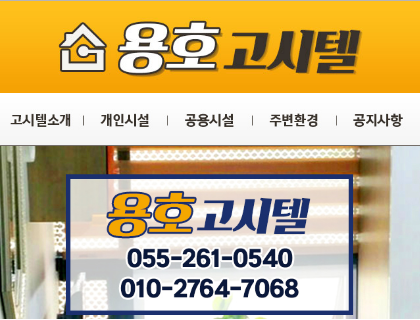 용호 고시텔
고시텔소개 | 개인시설 | 공용시설 | 주변환경 | 공지사항
용호 고시텔
055-261-0540
010-2764-7068